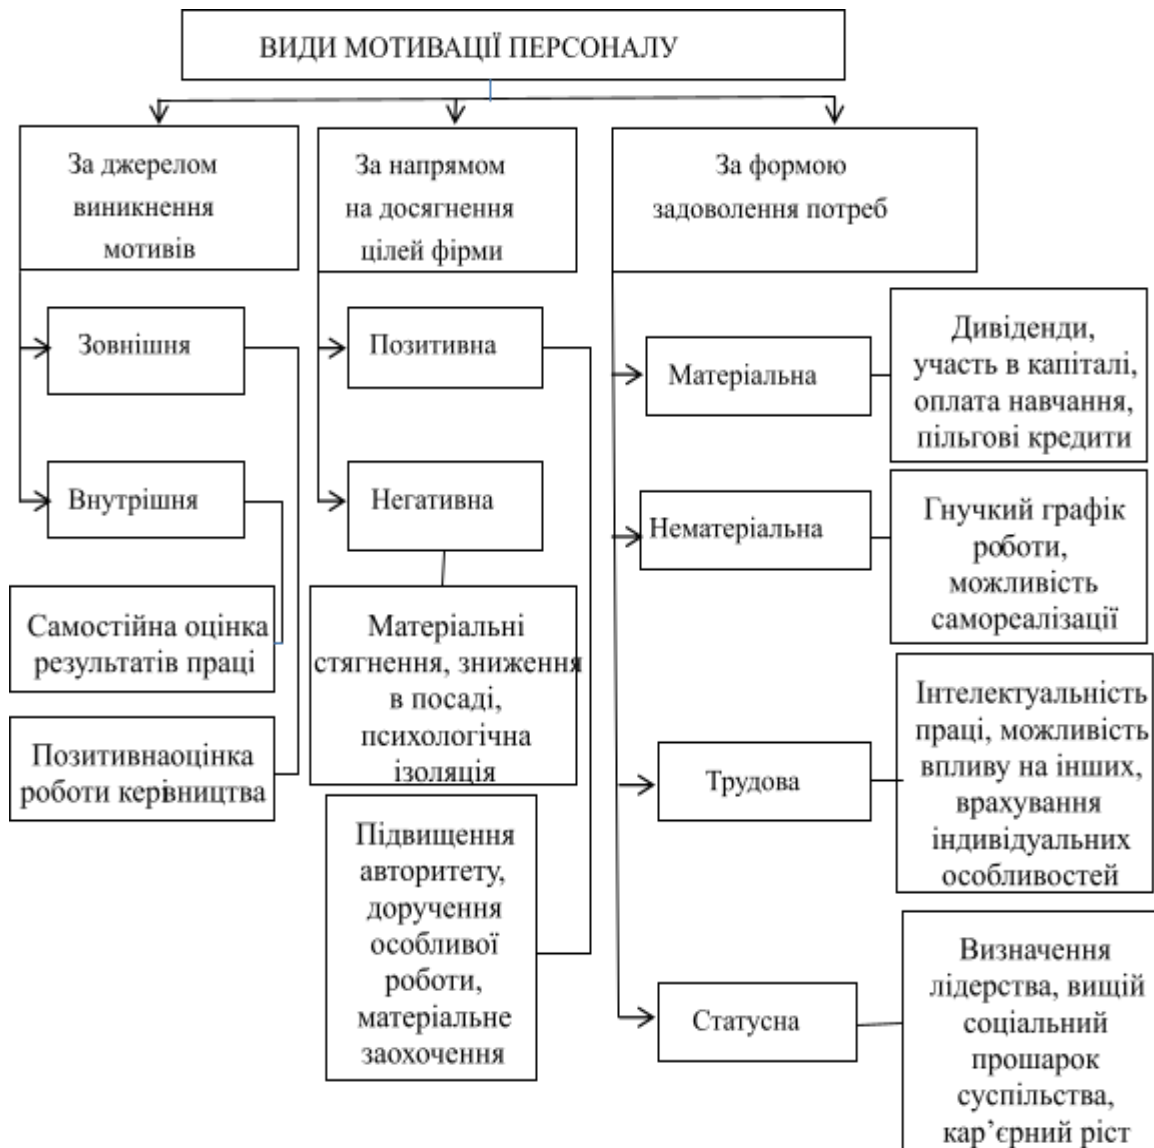 ВИДИ МОТИВАЦІЇ ПЕРСОНАЛУ
За джерелом
виникнення
мотивів
За напрямом
на досягнення
цілей фірми
За формою
задоволення потреб
Зовнішня
Внутрішня
Самостійна оцінка
результатів праці
Позитивнаоцінка
роботи керівництва
Позитивна
Негативна
Матеріальні
стягнення, зниження
в посаді,
психологічна
ізоляція
Підвищення
авторитету,
доручення
особливої
роботи,
матеріальне
заохочення
Матеріальна
Дивіденди,
участь в капіталі,
оплата навчання,
пільгові кредити
Нематеріальна
Гнучкий графік
роботи,
можливість
самореалізації
Трудова
Інтелектуальність
праці, можливість
впливу на інших,
врахування
індивідуальних
особливостей
Статусна
Визначення
лідерства, вищій
соціальний
прошарок
суспільства,
кар’єрний ріст